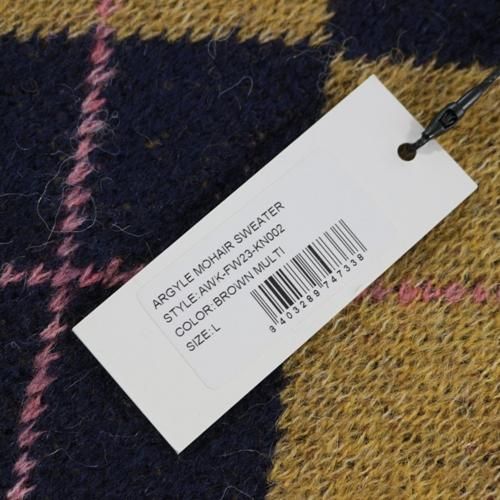 ARGYLE MOHAIR SWEATER
STYLE:AWK-FW23-KN002
COLOR:BROWN MULTI
SIZE:L
8403289747338